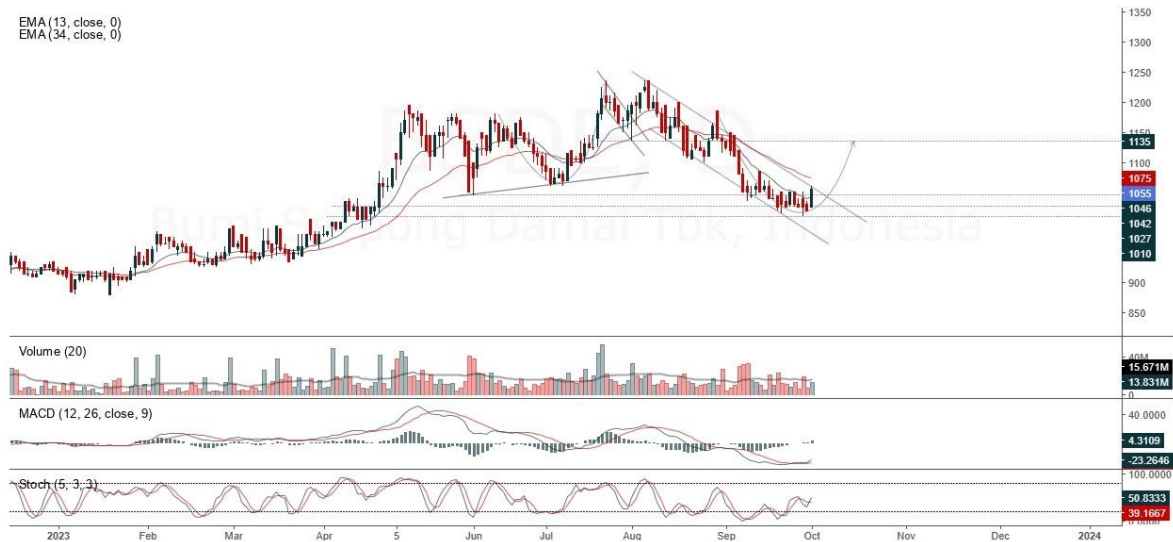 EMA (13, close, 0)
EMA (34, close, 0)
1350
1300
1250
1200
1150
1135
1100
1075
1055
1046
1042
1027
1010
900
850
Bumi Serpong Damai Tbk Indonesia
Volume (20)
40M
15.671M
13.831M
0
MACD (12, 26, close, 9)
40.0000
4.3109
-23.2646
Stoch (5, 3, 3)
100.0000
50.8333
39.1667
2023 Feb Mar Apr 5 Jun Jul Aug Sep Oct Nov Dec 2024